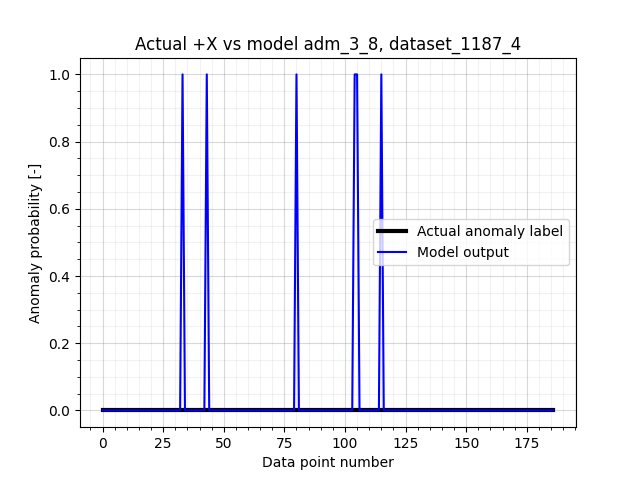 Actual +X vs model adm_3_8, dataset_1187_4
1.0
0.8
0.6
0.4
0.2
0.0
Anomaly probability [-]
Actual anomaly label
Model output
0 25 50 75 100 125 150 175
Data point number